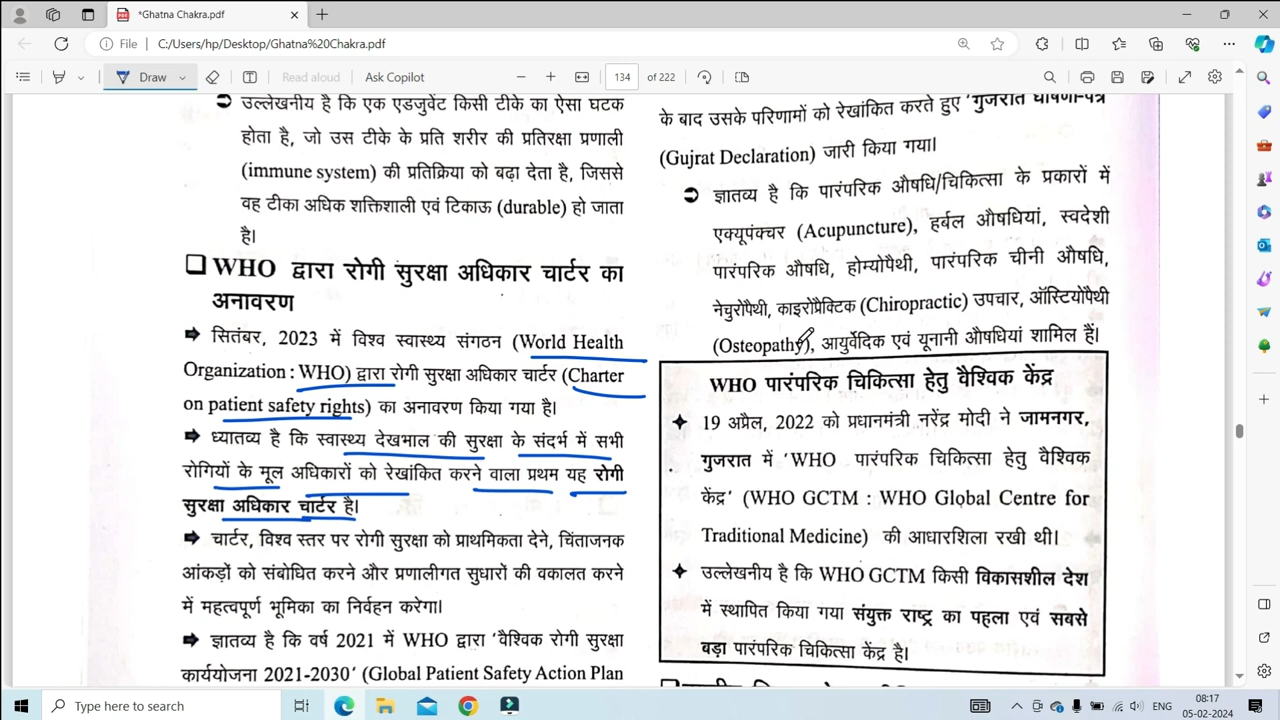 *Ghatna Chakra.pdf
File
C:/Users/hp/Desktop/Ghatna%20Chakra.pdf
Draw
Read aloud
Ask Copilot
134
of 222
उल्लेखनीय है कि एक एडजुवेंट किसी टीके का ऐसा घटक
होता है, जो उस टीके के प्रति शरीर की प्रतिरक्षा प्रणाली
(immune system) की प्रतिक्रिया को बढ़ा देता है, जिससे
वह टीका अधिक शक्तिशाली एवं टिकाऊ (durable) हो जाता
है।
WHO द्वारा रोगी सुरक्षा अधिकार चार्टर का
अनावरण
सितंबर, 2023 में विश्व स्वास्थ्य संगठन (World Health
Organization : WHO) द्वारा रोगी सुरक्षा अधिकार चार्टर (Charter
on patient safety rights) का अनावरण किया गया है।
ध्यातव्य है कि स्वास्थ्य देखभाल की सुरक्षा के संदर्भ में सभी
रोगियों के मूल अधिकारों को रेखांकित करने वाला प्रथम यह रोगी
सुरक्षा अधिकार चार्टर है।
चार्टर, विश्व स्तर पर रोगी सुरक्षा को प्राथमिकता देने, चिंताजनक
आंकड़ों को संबोधित करने और प्रणालीगत सुधारों की वकालत करने
में महत्वपूर्ण भूमिका का निर्वहन करेगा।
ज्ञातव्य है कि वर्ष 2021 में WHO द्वारा 'वैश्विक रोगी सुरक्षा
कार्ययोजना 2021-2030' (Global Patient Safety Action Plan
के बाद उसके परिणामों को रेखांकित करते हुए 'गुजरात घोषणा-पत्र'
(Gujrat Declaration) जारी किया गया।
ज्ञातव्य है कि पारंपरिक औषधि/चिकित्सा के प्रकारों में
एक्यूपंक्चर (Acupuncture), हर्बल औषधियां, स्वदेशी
पारंपरिक औषधि, होम्योपैथी, पारंपरिक चीनी औषधि,
नेचुरोपैथी, काइरोप्रैक्टिक (Chiropractic) उपचार, ऑस्टियोपैथी
(Osteopathy), आयुर्वेदिक एवं यूनानी औषधियां शामिल हैं।
WHO पारंपरिक चिकित्सा हेतु वैश्विक केंद्र
19 अप्रैल, 2022 को प्रधानमंत्री नरेंद्र मोदी ने जामनगर,
गुजरात में 'WHO पारंपरिक चिकित्सा हेतु वैश्विक
केंद्र' (WHO GCTM : WHO Global Centre for
Traditional Medicine) की आधारशिला रखी थी।
उल्लेखनीय है कि WHO GCTM किसी विकासशील देश
में स्थापित किया गया संयुक्त राष्ट्र का पहला एवं सबसे
बड़ा पारंपरिक चिकित्सा केंद्र है।
Type here to search
ENG
08:17
05-02-2024